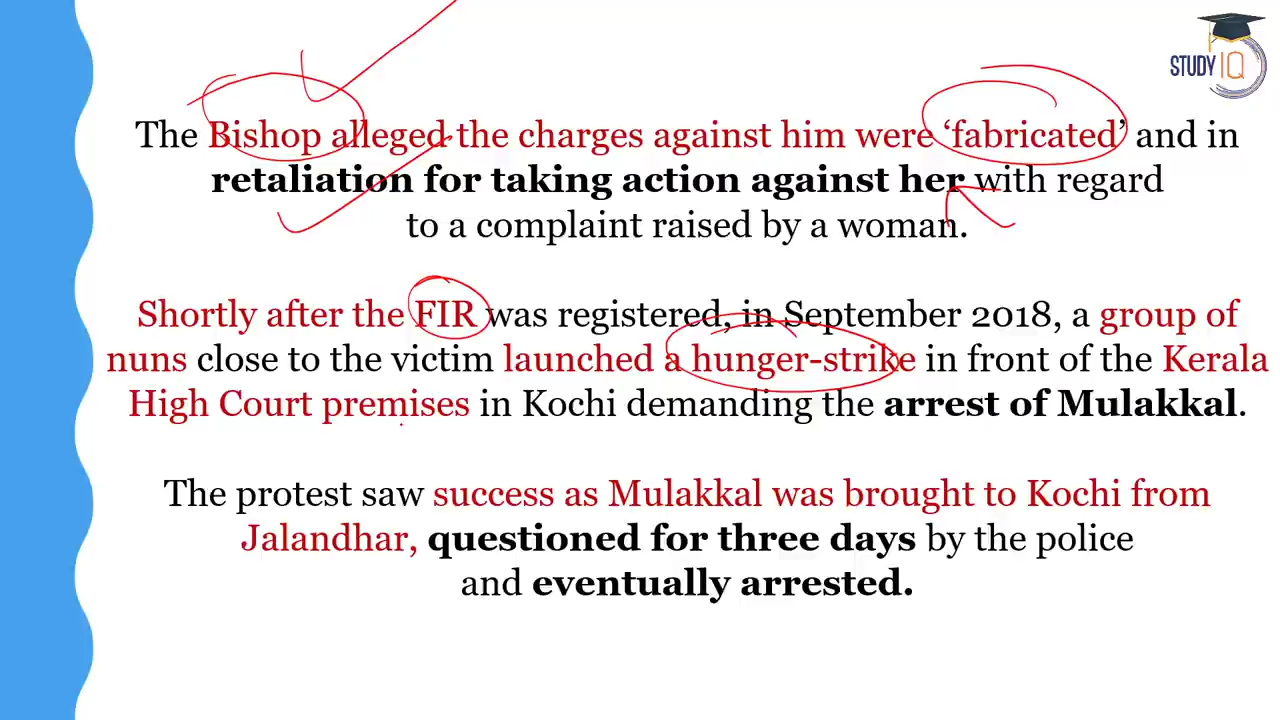 STUDY IQ
The Bishop alleged the charges against him were ‘fabricated’ and in
retaliation for taking action against her with regard
to a complaint raised by a woman.
Shortly after the FIR was registered, in September 2018, a group of
nuns close to the victim launched a hunger-strike in front of the Kerala
High Court premises in Kochi demanding the arrest of Mulakkal.
The protest saw success as Mulakkal was brought to Kochi from
Jalandhar, questioned for three days by the police
and eventually arrested.